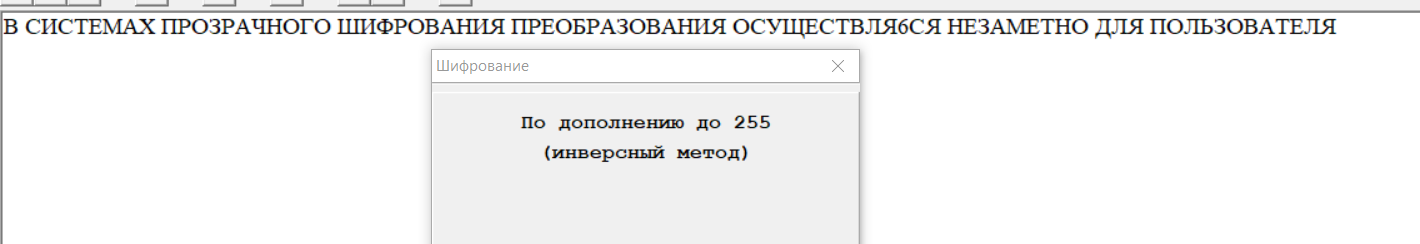 В СИСТЕМАХ ПРОЗРАЧНОГО ШИФРОВАНИЯ ПРЕОБРАЗОВАНИЯ ОСУЩЕСТВЛЯ6СЯ НЕЗАМЕТНО ДЛЯ ПОЛЬЗОВАТЕЛЯ
Шифрование
По дополнению до 255
(инверсный метод)